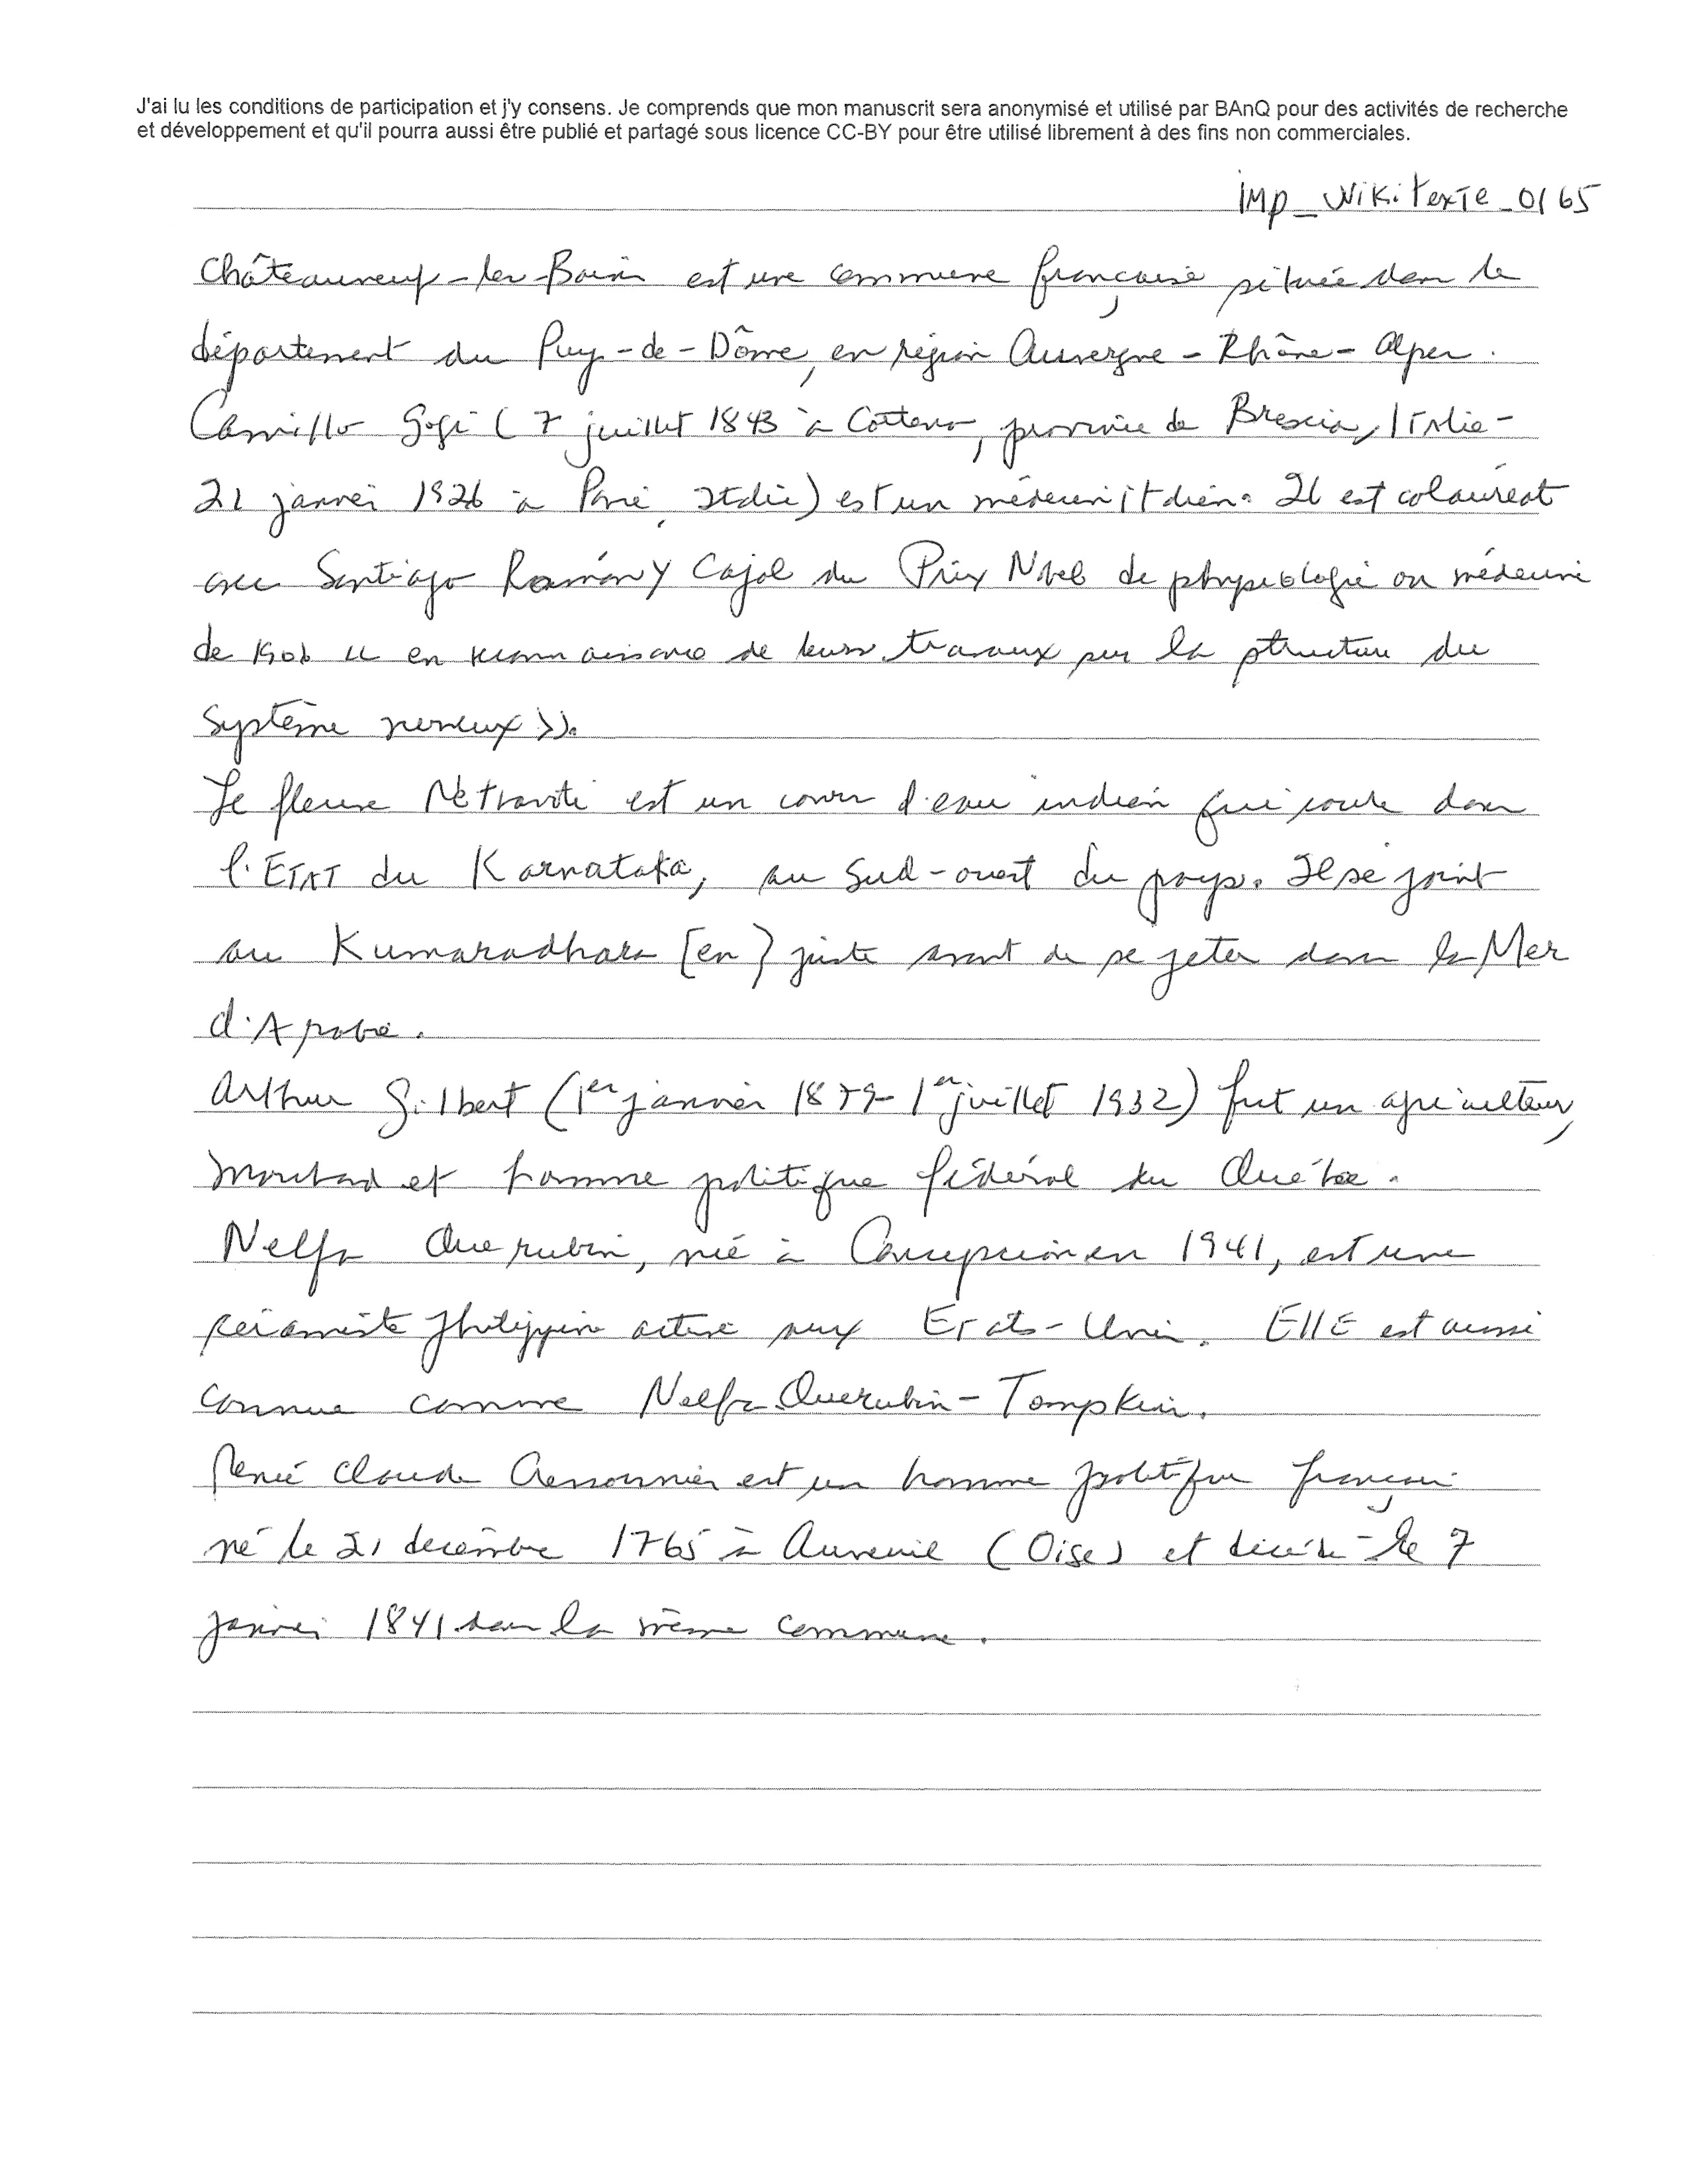 J'ai lu les conditions de participation et j'y consens. Je comprends que mon manuscrit sera anonymisé et utilisé par BAnQ pour des activités de recherche
et développement et qu'il pourra aussi être publié et partagé sous licence CC-BY pour être utilisé librement à des fins non commerciales.
imp_wikitexte_0165
Châteauneuf-les-Bains est une commune française située dans le
département du Puy-de-Dôme, en région Auvergne-Rhône-Alpes.
Camillo Golgi (7 juillet 1843 à Corteno, province de Brescia, Italie -
21 janvier 1926 à Pavie, Italie) est un médecin italien. Il est colauréat
avec Santiago Ramón y Cajal du Prix Nobel de physiologie ou médecine
de 1906 « en reconnaissance de leurs travaux sur la structure du
système nerveux ».
Le fleuve Netravati est un cours d'eau indien qui coule dans
l'ETAT du Karnataka, au sud-ouest du pays. Il se joint
au Kumaradhara [en] juste avant de se jeter dans la Mer
d'Arabie.
Arthur Gilbert (1er janvier 1879 - 1er juillet 1932) fut un agriculteur,
et homme politique fédéral du Québec.
Nelfa Querubin, née à Concepcion en 1941, est une
céramiste philippine active aux Etats-Unis. Elle est aussi
connue comme Nelfa Querubin-Tompkins.
René Claude est un homme politique français
né le 21 décembre 1765 à Auneuil (Oise) et décédé le 7
janvier 1841 dans la même commune.